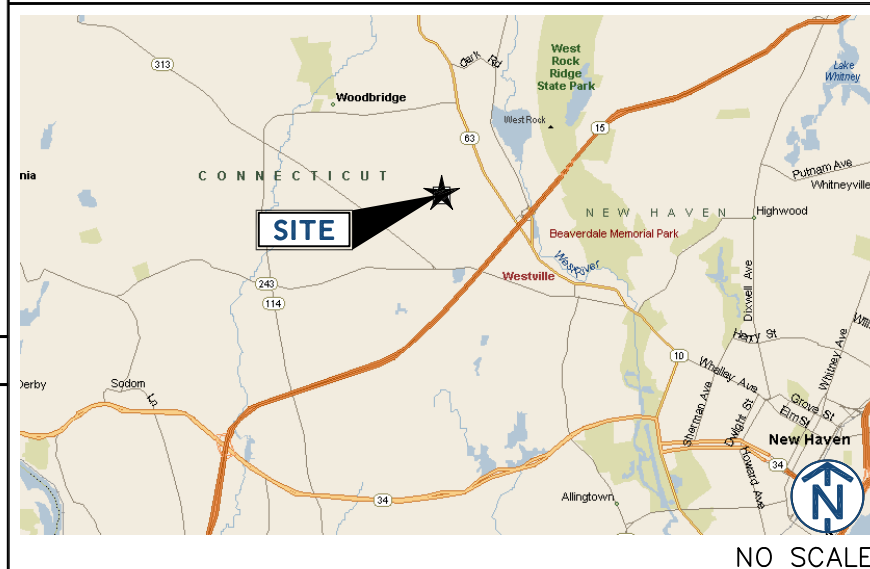 313
Clark Rd
West
Rock
Ridge
State Park
Lake
Whitney
Woodbridge
West Rock
15
63
Putnam Ave
Whitneyville
nia
CONNECTICUT
SITE
NEW HAVEN
Highwood
Beaverdale Memorial Park
West River
Westville
243
114
Dixwell Ave
Henry St
Whitney Ave
10
Whalley Ave
Derby
Sodom
Ln
Sherman Ave
Dwight St
Grove St
Elm St
New Haven
Howard Ave
34
34
Allingtown
N
NO SCALE